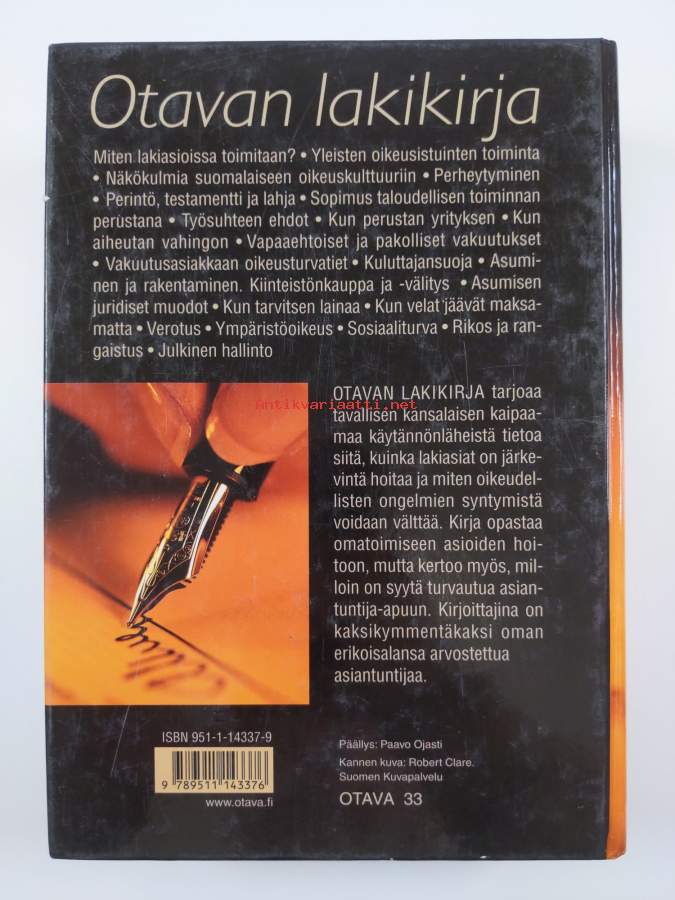 Otavan lakikirja
Miten lakiasioissa toimitaan? • Yleisten oikeusistuinten toiminta
• Näkökulmia suomalaiseen oikeuskulttuuriin • Perheytyminen
• Perintö, testamentti ja lahja • Sopimus taloudellisen toiminnan
perustana • Työsuhteen ehdot • Kun perustan yrityksen • Kun
aiheutan vahingon • Vapaaehtoiset ja pakolliset vakuutukset
• Vakuutusasiakkaan oikeusturvatiet • Kuluttajansuoja • Asumi-
nen ja rakentaminen. Kiinteistönkauppa ja -välitys • Asumisen
juridiset muodot • Kun tarvitsen lainaa • Kun velat jäävät maksa-
matta • Verotus • Ympäristöoikeus • Sosiaaliturva • Rikos ja ran-
gaistus • Julkinen hallinto
OTAVAN LAKIKIRJA tarjoaa
tavallisen kansalaisen kaipaa-
maa käytännönläheistä tietoa
siitä, kuinka lakiasiat on järke-
vintä hoitaa ja miten oikeudel-
listen ongelmien syntymistä
voidaan välttää. Kirja opastaa
omatoimiseen asioiden hoi-
toon, mutta kertoo myös, mil-
loin on syytä turvautua asian-
tuntija-apuun. Kirjoittajina on
kaksikymmentäkaksi oman
erikoisalansa arvostettua
asiantuntijaa.
Antikvariaatti.net
ISBN 951-1-14337-9
9 789511 143376
www.otava.fi
Päällys: Paavo Ojasti
Kannen kuva: Robert Clare.
Suomen Kuvapalvelu
OTAVA 33